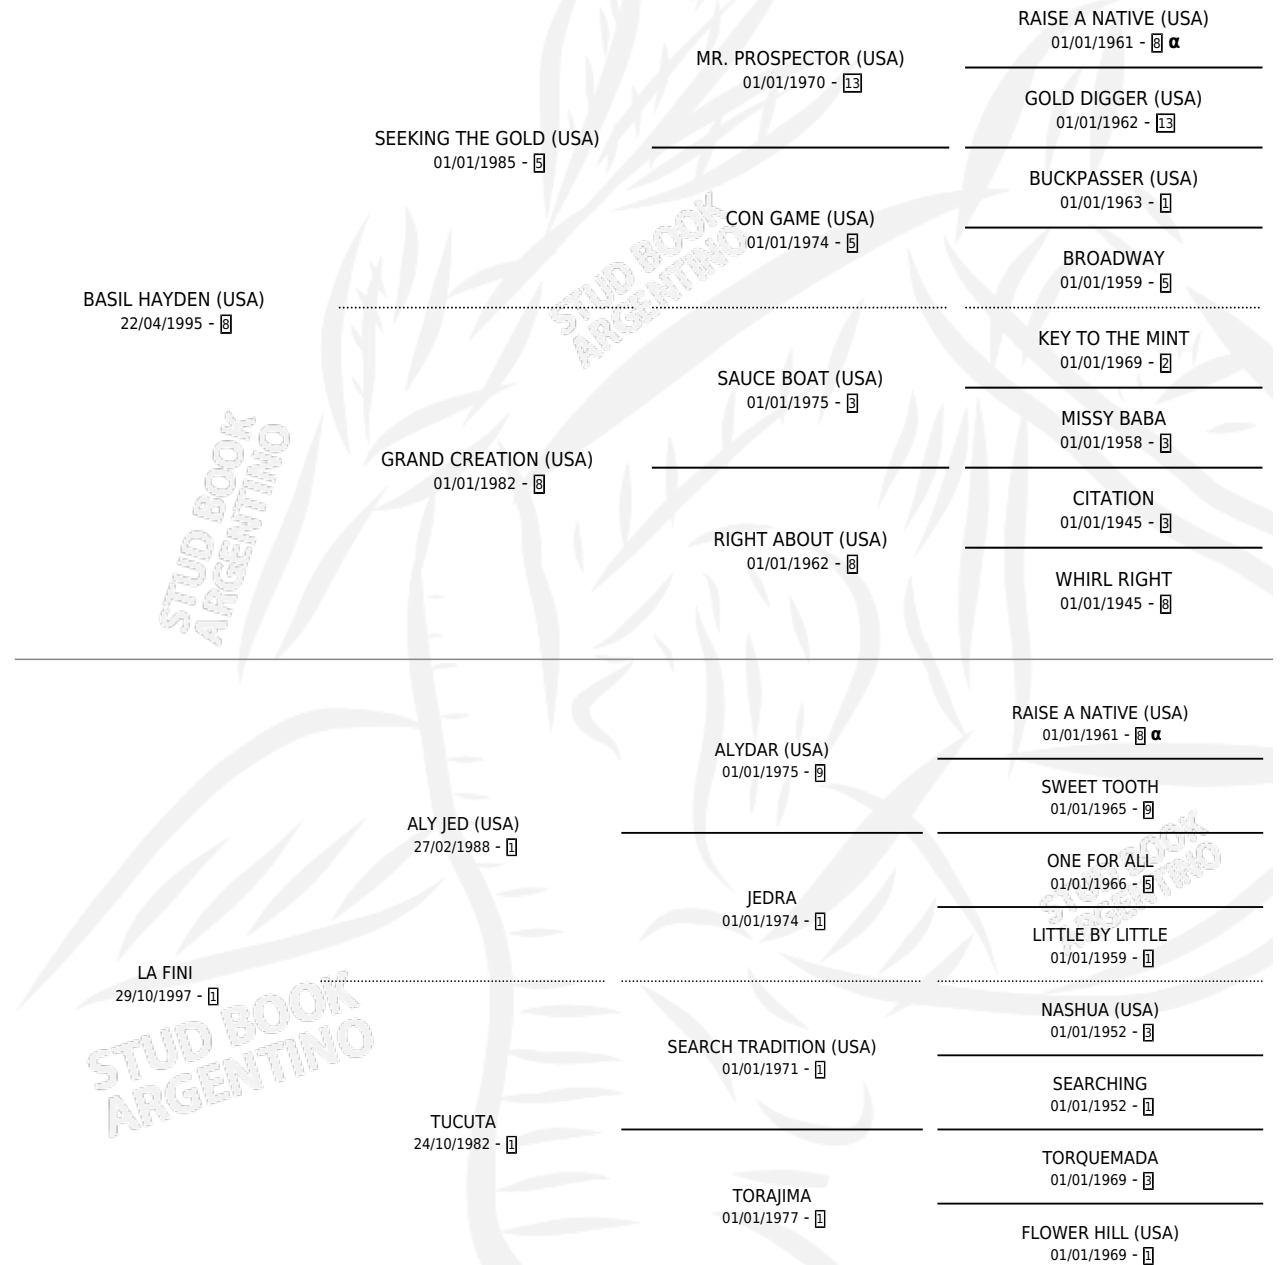 RAISE A NATIVE (USA)
01/01/1961 - 8 α
MR. PROSPECTOR (USA)
01/01/1970 - 13
GOLD DIGGER (USA)
01/01/1962 - 13
SEEKING THE GOLD (USA)
01/01/1985 - 5
BUCKPASSER (USA)
01/01/1963 - 1
CON GAME (USA)
01/01/1974 - 5
BROADWAY
01/01/1959 - 5
BASIL HAYDEN (USA)
22/04/1995 - 8
KEY TO THE MINT
01/01/1969 - 2
SAUCE BOAT (USA)
01/01/1975 - 3
MISSY BABA
01/01/1958 - 3
GRAND CREATION (USA)
01/01/1982 - 8
CITATION
01/01/1945 - 3
RIGHT ABOUT (USA)
01/01/1962 - 8
WHIRL RIGHT
01/01/1945 - 8
RAISE A NATIVE (USA)
01/01/1961 - 8 α
ALYDAR (USA)
01/01/1975 - 9
SWEET TOOTH
01/01/1965 - 9
ALY JED (USA)
27/02/1988 - 1
ONE FOR ALL
01/01/1966 - 5
JEDRA
01/01/1974 - 1
LITTLE BY LITTLE
01/01/1959 - 1
LA FINI
29/10/1997 - 1
NASHUA (USA)
01/01/1952 - 3
SEARCH TRADITION (USA)
01/01/1971 - 1
SEARCHING
01/01/1952 - 1
TUCUTA
24/10/1982 - 1
TORQUEMADA
01/01/1969 - 3
TORAJIMA
01/01/1977 - 1
FLOWER HILL (USA)
01/01/1969 - 1
STUD BOOK
ARGENTINO
STUD BOOK
ARGENTINO
STUD BOOK
ARGENTINO
STUD BOOK
ARGENTINO